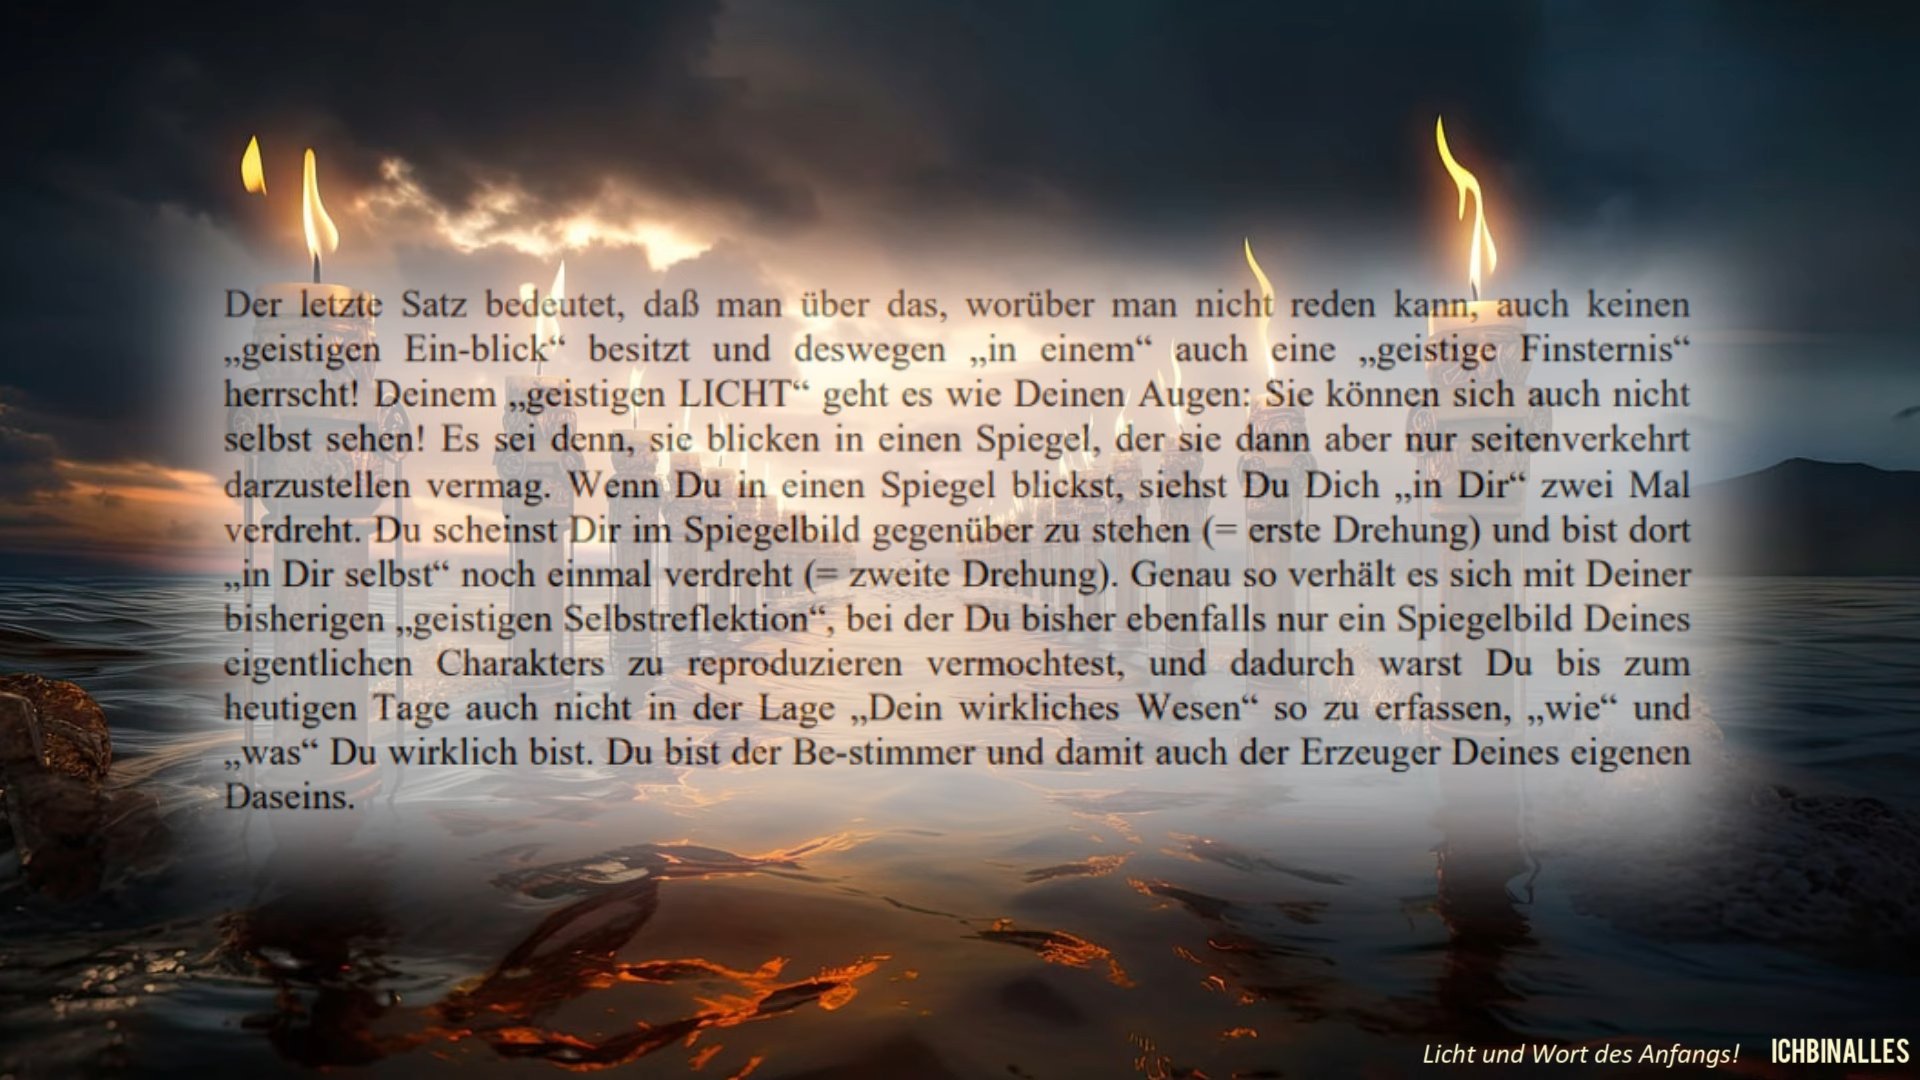 Der letzte Satz bedeutet, daß man über das, worüber man nicht reden kann, auch keinen
„geistigen Ein-blick“ besitzt und deswegen „in einem“ auch eine „geistige Finsternis“
herrscht! Deinem „geistigen LICHT“ geht es wie Deinen Augen: Sie können sich auch nicht
selbst sehen! Es sei denn, sie blicken in einen Spiegel, der sie dann aber nur seitenverkehrt
darzustellen vermag. Wenn Du in einen Spiegel blickst, siehst Du Dich „in Dir“ zwei Mal
verdreht. Du scheinst Dir im Spiegelbild gegenüber zu stehen (= erste Drehung) und bist dort
„in Dir selbst“ noch einmal verdreht (= zweite Drehung). Genau so verhält es sich mit Deiner
bisherigen „geistigen Selbstreflektion“, bei der Du bisher ebenfalls nur ein Spiegelbild Deines
eigentlichen Charakters zu reproduzieren vermochtest, und dadurch warst Du bis zum
heutigen Tage auch nicht in der Lage „Dein wirkliches Wesen“ so zu erfassen, „wie“ und
„was“ Du wirklich bist. Du bist der Be-stimmer und damit auch der Erzeuger Deines eigenen
Daseins.
Licht und Wort des Anfangs! ICHBINALLES